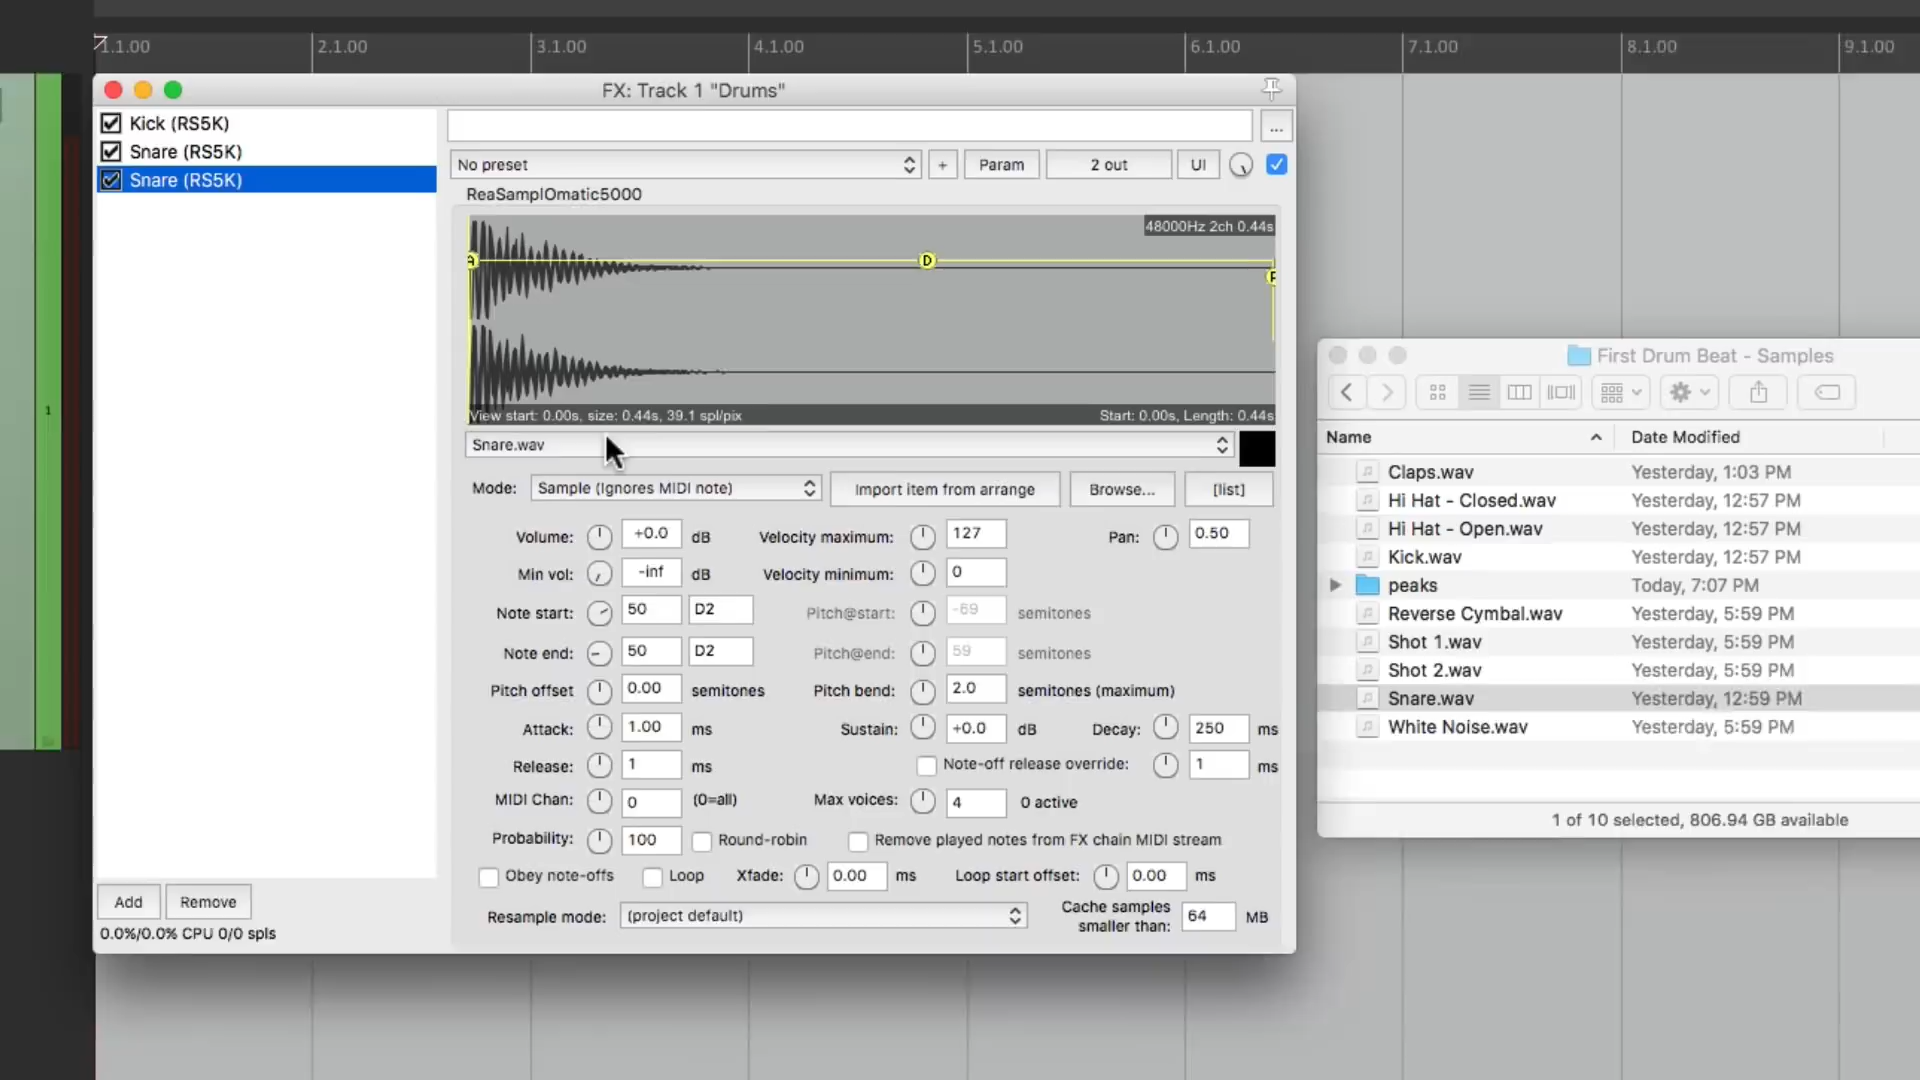 1.1.00 2.1.00 3.1.00 4.1.00 5.1.00 6.1.00 7.1.00 8.1.00 9.1.00
FX: Track 1 "Drums"
Kick (RS5K)
Snare (RS5K)
Snare (RS5K)
...
No preset + Param 2 out UI
ReaSamplOmatic5000
48000Hz 2ch 0.44s
A D
View start: 0.00s, size: 0.44s, 39.1 spl/pix Start: 0.00s, Length: 0.44s
Snare.wav
Mode: Sample (Ignores MIDI note) Import item from arrange Browse... [list]
Volume: +0.0 dB Velocity maximum: 127 Pan: 0.50
Min vol: -inf dB Velocity minimum: 0
Note start: 50 D2 Pitch@start: -69 semitones
Note end: 50 D2 Pitch@end: 59 semitones
Pitch offset 0.00 semitones Pitch bend: 2.0 semitones (maximum)
Attack: 1.00 ms Sustain: +0.0 dB Decay: 250 ms
Release: 1 ms Note-off release override: 1 ms
MIDI Chan: 0 (0=all) Max voices: 4 0 active
Probability: 100 Round-robin Remove played notes from FX chain MIDI stream
Obey note-offs Loop Xfade: 0.00 ms Loop start offset: 0.00 ms
Resample mode: (project default) Cache samples smaller than: 64 MB
Add Remove
0.0%/0.0% CPU 0/0 spls
1
First Drum Beat - Samples
Name Date Modified
Claps.wav Yesterday, 1:03 PM
Hi Hat - Closed.wav Yesterday, 12:57 PM
Hi Hat - Open.wav Yesterday, 12:57 PM
Kick.wav Yesterday, 12:57 PM
peaks Today, 7:07 PM
Reverse Cymbal.wav Yesterday, 5:59 PM
Shot 1.wav Yesterday, 5:59 PM
Shot 2.wav Yesterday, 5:59 PM
Snare.wav Yesterday, 12:59 PM
White Noise.wav Yesterday, 5:59 PM
1 of 10 selected, 806.94 GB available